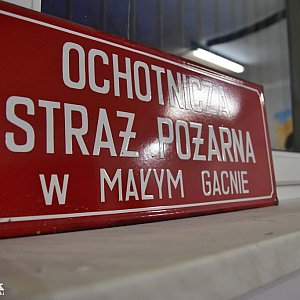 OCHOTNICZA
STRAŻ POŻARNA
W MAŁYM GACNIE